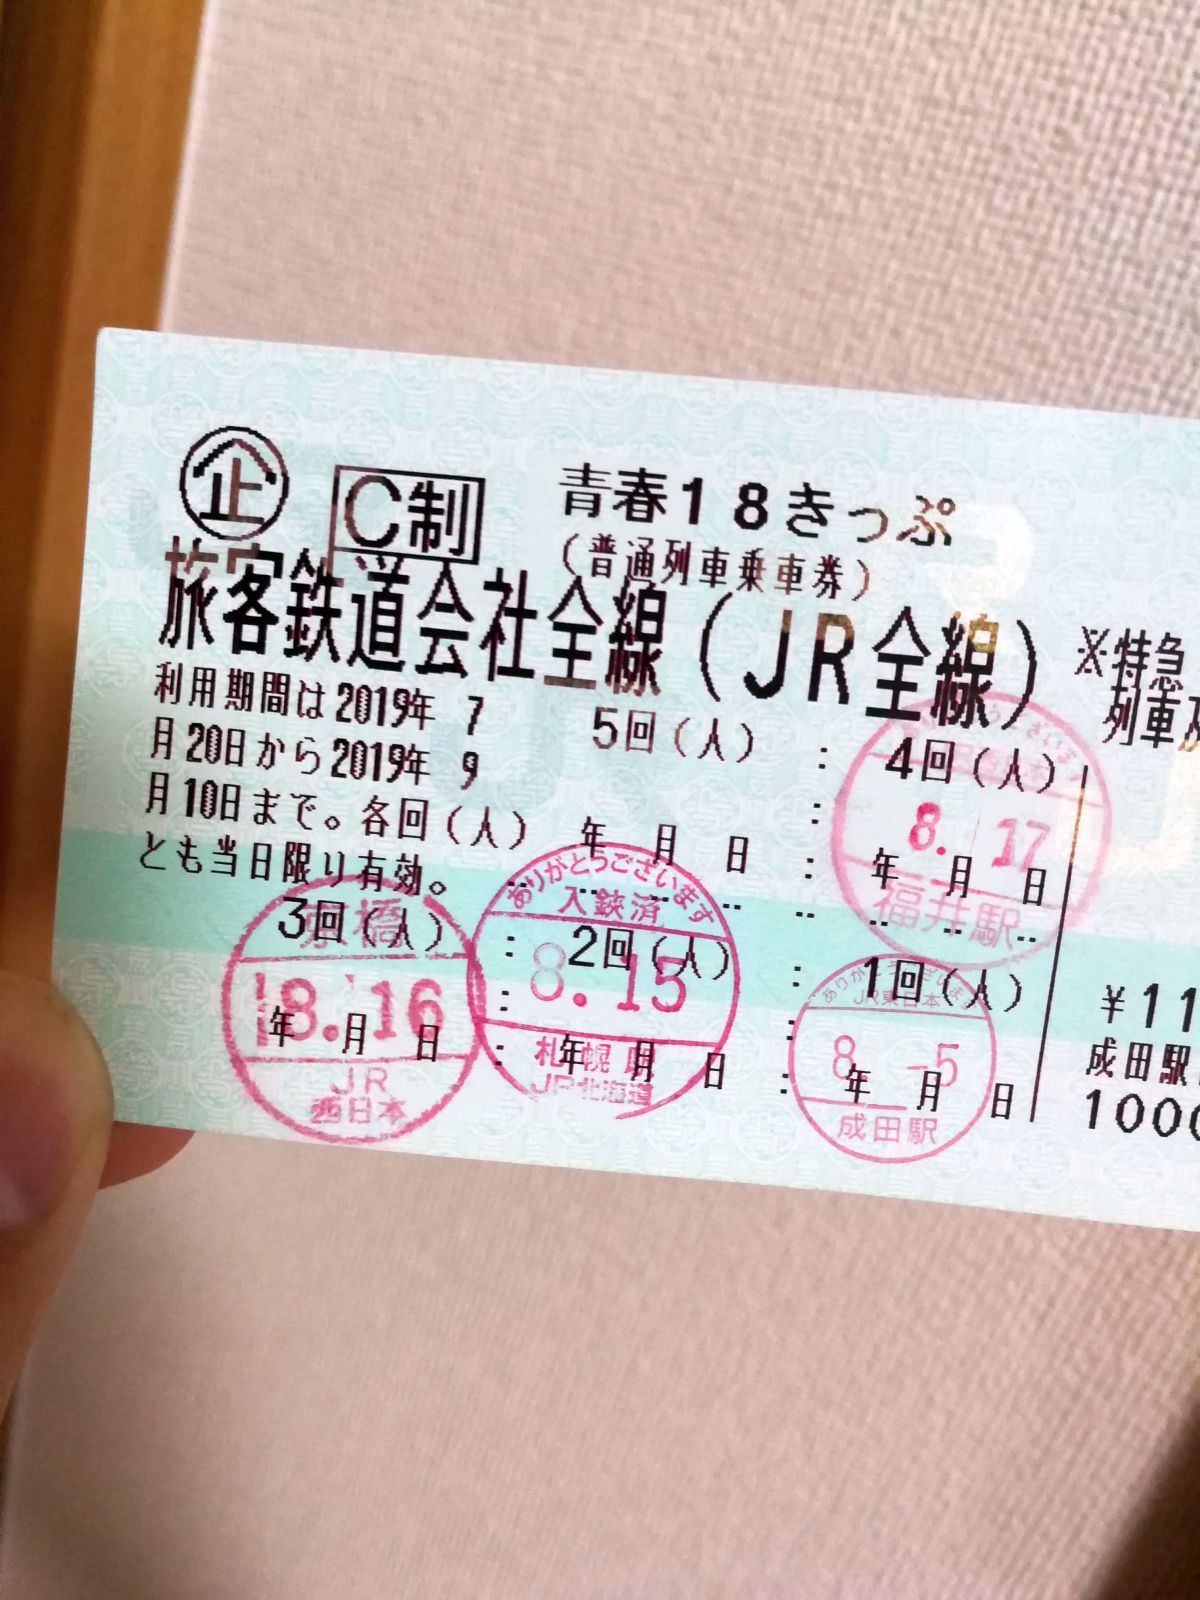 企 C制 青春18きっぷ
(普通列車乗車券)
旅客鉄道会社全線(JR全線) ※特急
列車
利用期間は2019年 7
月20日から2019年 9
月10日まで。各回(人)
とも当日限り有効。
5回(人)
年 月 日
4回(人)
年 月 日
8. 17
福井駅
3回(人)
年 月 日
京橋
8. 16
JR
西日本
2回(人)
年 月 日
ありがとうございます
入鋏済
8. 15
札幌駅
JR北海道
1回(人)
年 月 日
JR東日本
8. -5
成田駅
¥11
成田駅
1000